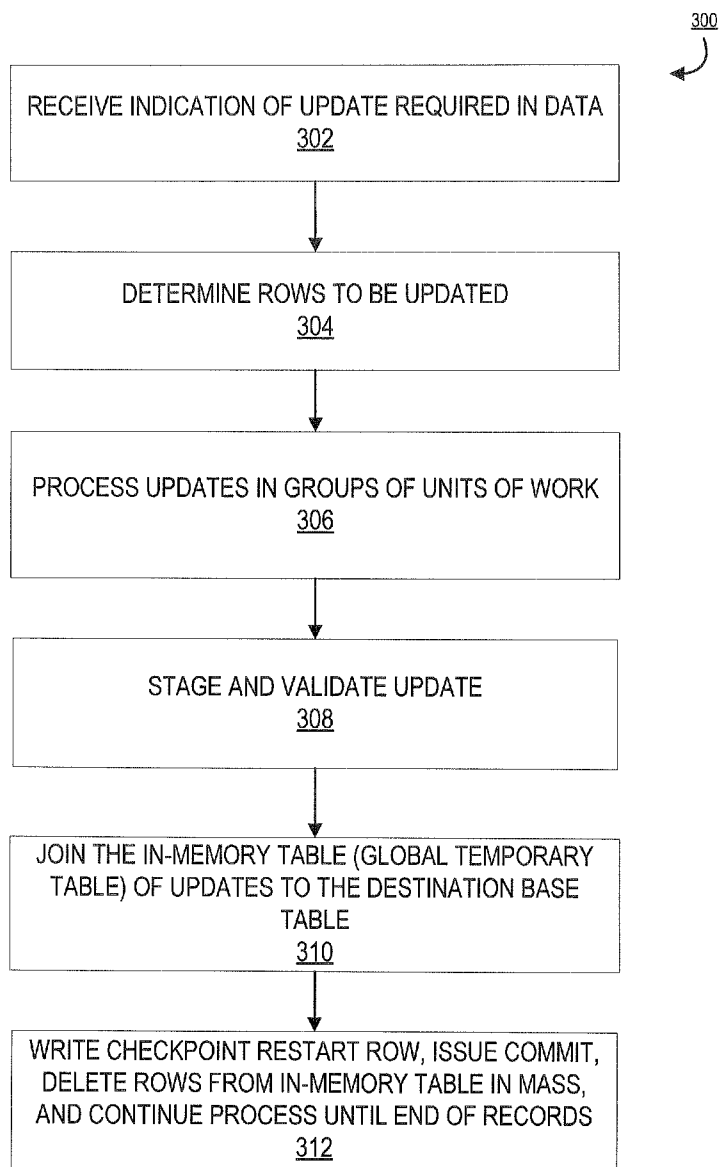 300
RECEIVE INDICATION OF UPDATE REQUIRED IN DATA
302
DETERMINE ROWS TO BE UPDATED
304
PROCESS UPDATES IN GROUPS OF UNITS OF WORK
306
STAGE AND VALIDATE UPDATE
308
JOIN THE IN-MEMORY TABLE (GLOBAL TEMPORARY
TABLE) OF UPDATES TO THE DESTINATION BASE
TABLE
310
WRITE CHECKPOINT RESTART ROW, ISSUE COMMIT,
DELETE ROWS FROM IN-MEMORY TABLE IN MASS,
AND CONTINUE PROCESS UNTIL END OF RECORDS
312